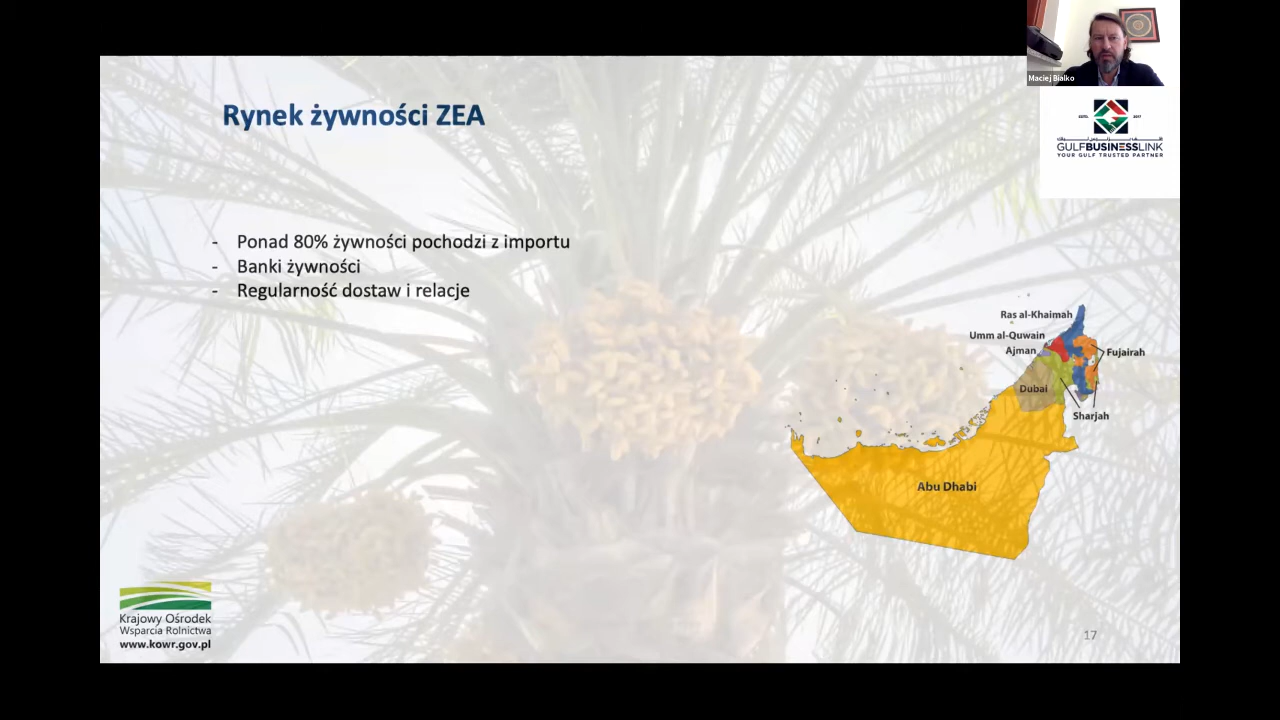 Maciej Bialko
Rynek żywności ZEA
GULFBUSINESSLINK
YOUR GULF TRUSTED PARTNER
- Ponad 80% żywności pochodzi z importu
- Banki żywności
- Regularność dostaw i relacje
Ras al-Khaimah
Umm al-Quwain
Ajman
Fujairah
Dubai
Sharjah
Abu Dhabi
Krajowy Ośrodek
Wsparcia Rolnictwa
www.kowr.gov.pl
17